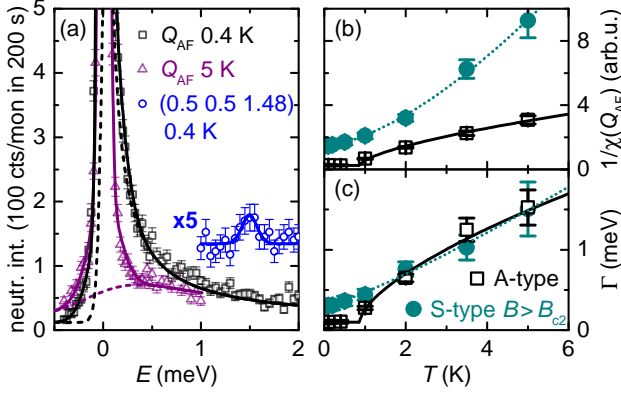 (a)
Q_AF 0.4 K
Q_AF 5 K
(0.5 0.5 1.48)
0.4 K
x5
neutr. int. (100 cts/mon in 200 s)
5
4
3
2
1
0
0
1
2
E (meV)
(b)
8
4
0
1/χ(Q_AF) (arb.u.)
(c)
A-type
S-type B> B_c2
1
0
Γ (meV)
0
2
4
6
T (K)